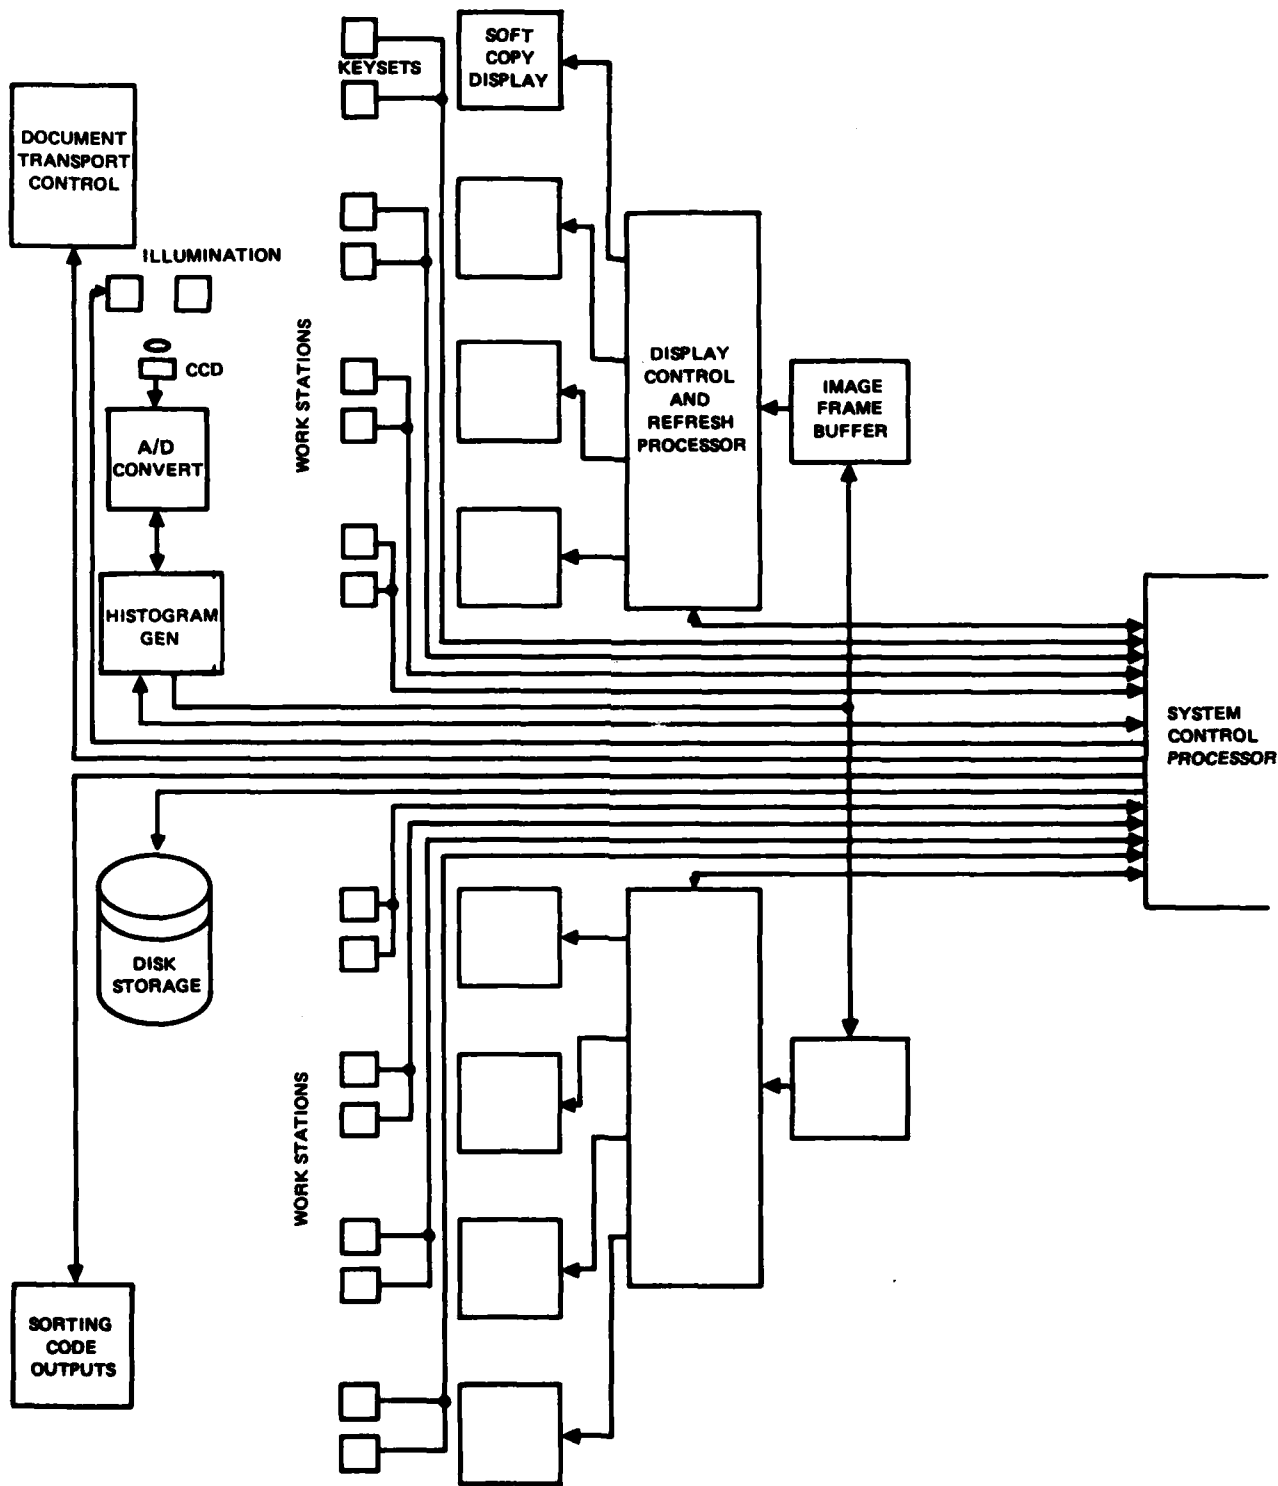 SOFT
COPY
DISPLAY
KEYSETS
DOCUMENT
TRANSPORT
CONTROL
ILLUMINATION
CCD
A/D
CONVERT
HISTOGRAM
GEN
WORK STATIONS
DISPLAY
CONTROL
AND
REFRESH
PROCESSOR
IMAGE
FRAME
BUFFER
SYSTEM
CONTROL
PROCESSOR
DISK
STORAGE
WORK STATIONS
SORTING
CODE
OUTPUTS